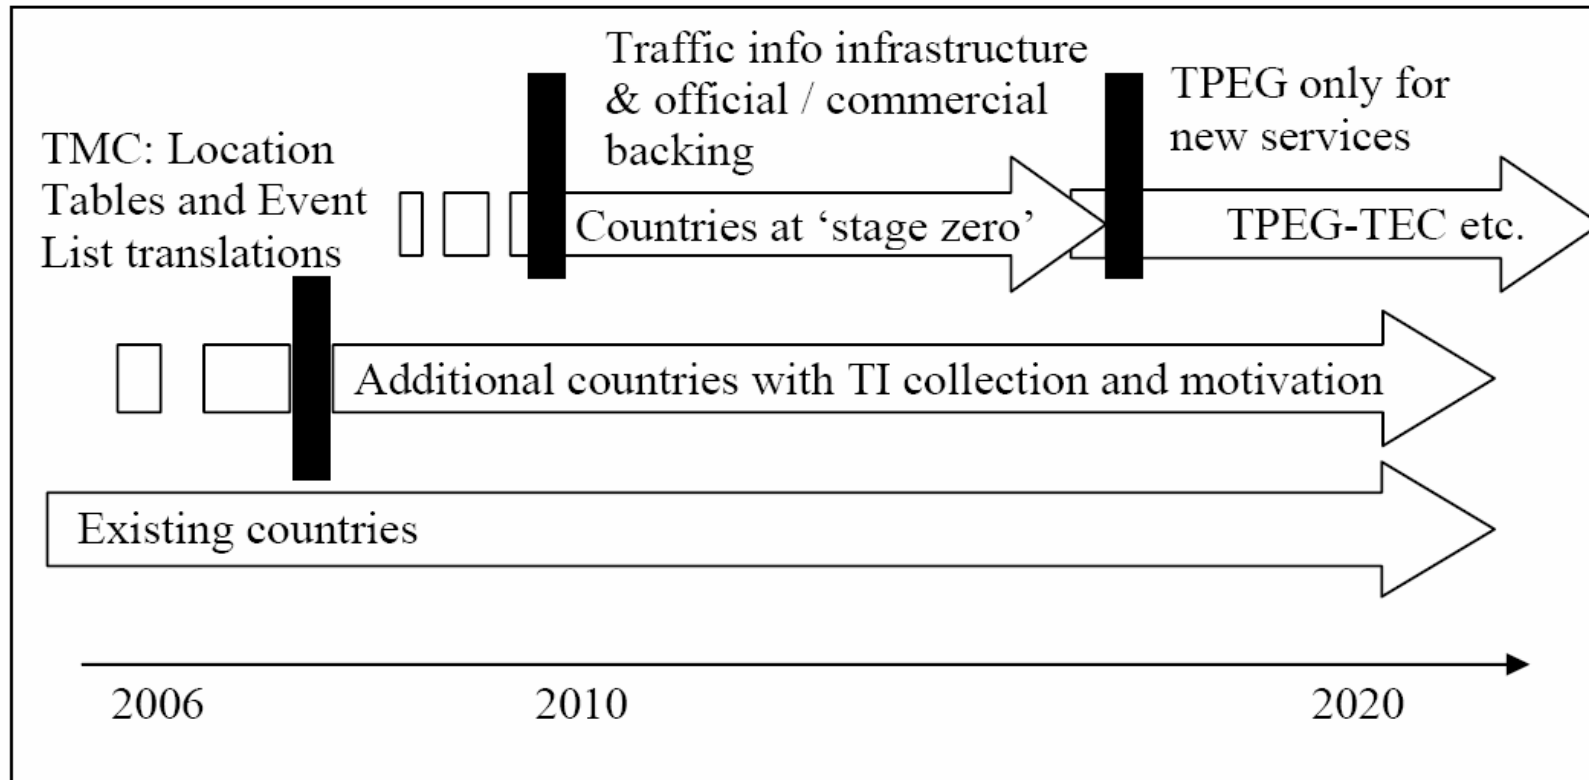 Traffic info infrastructure
& official / commercial
backing
TPEG only for
new services
TMC: Location
Tables and Event
List translations
Countries at ‘stage zero’
TPEG-TEC etc.
Additional countries with TI collection and motivation
Existing countries
2006
2010
2020